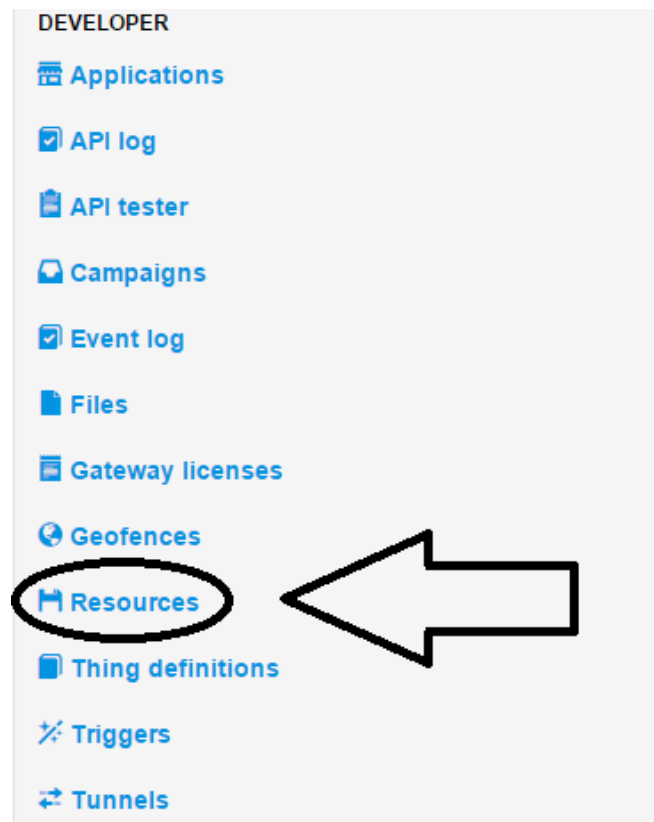 DEVELOPER
Applications
API log
API tester
Campaigns
Event log
Files
Gateway licenses
Geofences
Resources
Thing definitions
Triggers
Tunnels